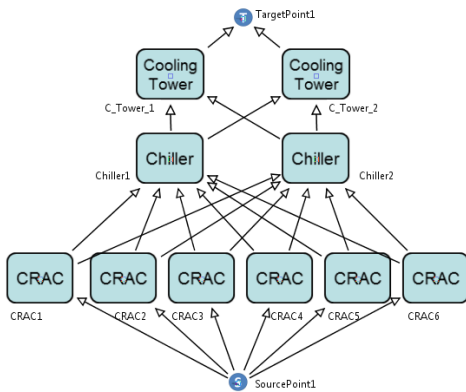 T TargetPoint1
Cooling Tower
Cooling Tower
C_Tower_1
C_Tower_2
Chiller
Chiller
Chiller1
Chiller2
CRAC CRAC CRAC CRAC CRAC CRAC
CRAC1 CRAC2 CRAC3 CRAC4 CRAC5 CRAC6
S SourcePoint1